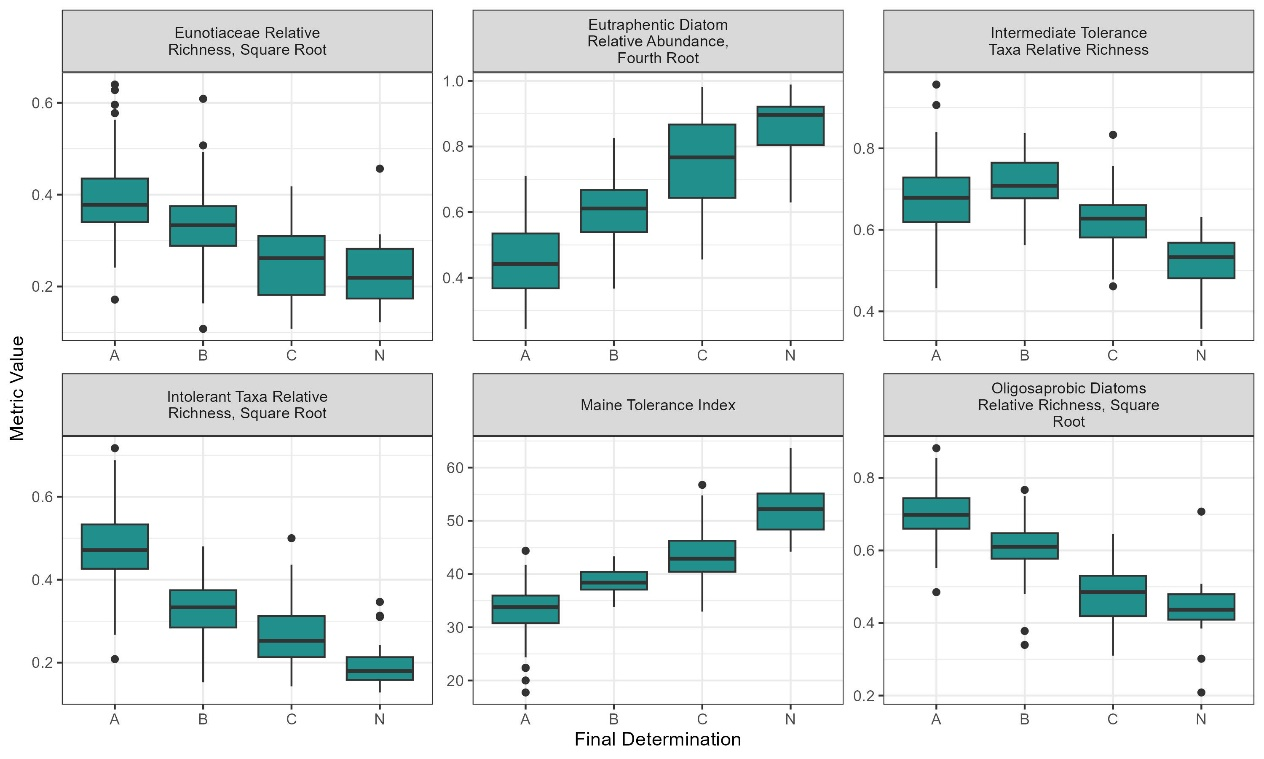 Eunotiaceae Relative
Richness, Square Root
Eutraphentic Diatom
Relative Abundance,
Fourth Root
Intermediate Tolerance
Taxa Relative Richness
0.6
0.4
0.2
A B C N
1.0
0.8
0.6
0.4
A B C N
0.8
0.6
0.4
A B C N
Metric Value
Intolerant Taxa Relative
Richness, Square Root
Maine Tolerance Index
Oligosaprobic Diatoms
Relative Richness, Square
Root
0.6
0.4
0.2
A B C N
60
50
40
30
20
A B C N
0.8
0.6
0.4
0.2
A B C N
Final Determination